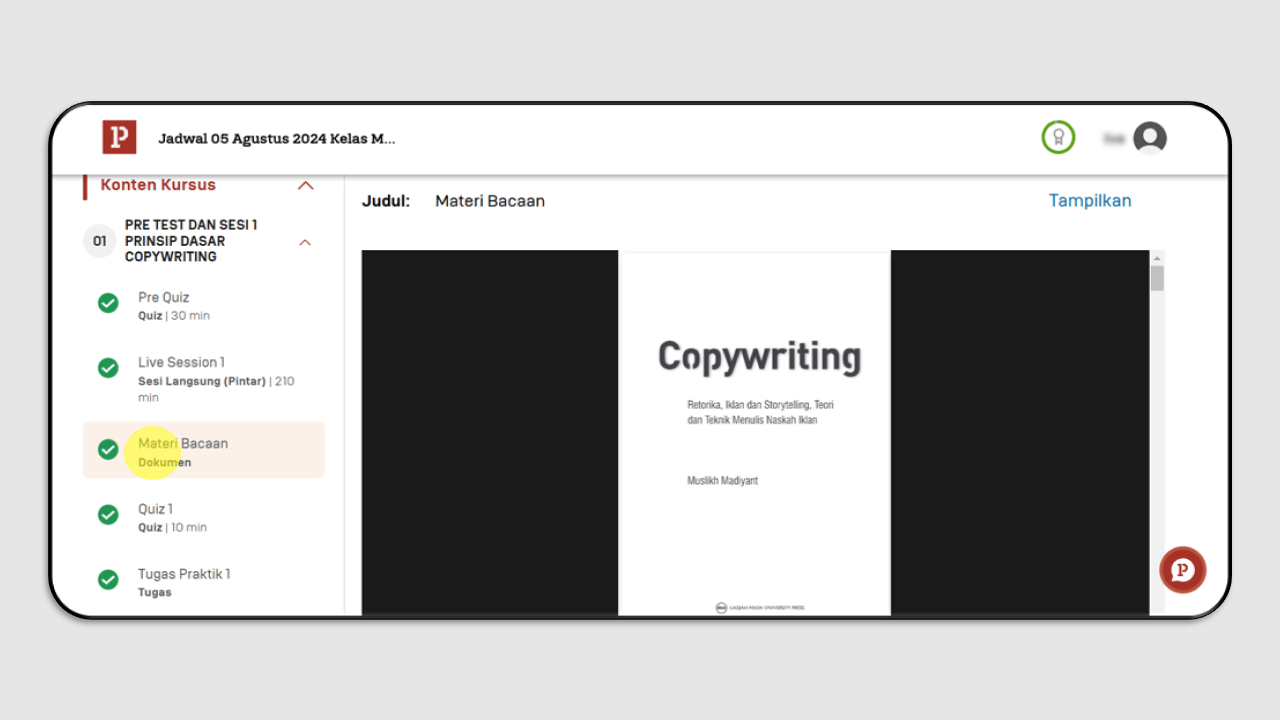 P
Jadwal 05 Agustus 2024 Kelas M...
Konten Kursus
01
PRE TEST DAN SESI 1
PRINSIP DASAR
COPYWRITING
Pre Quiz
Quiz | 30 min
Live Session 1
Sesi Langsung (Pintar) | 210
min
Materi Bacaan
Dokumen
Quiz 1
Quiz | 10 min
Tugas Praktik 1
Tugas
Judul: Materi Bacaan
Tampilkan
Copywriting
Retorika, Iklan dan Storytelling, Teori
dan Teknik Menulis Naskah Iklan
Muslikh Madiyant
GADJAH MADA UNIVERSITY PRESS
P